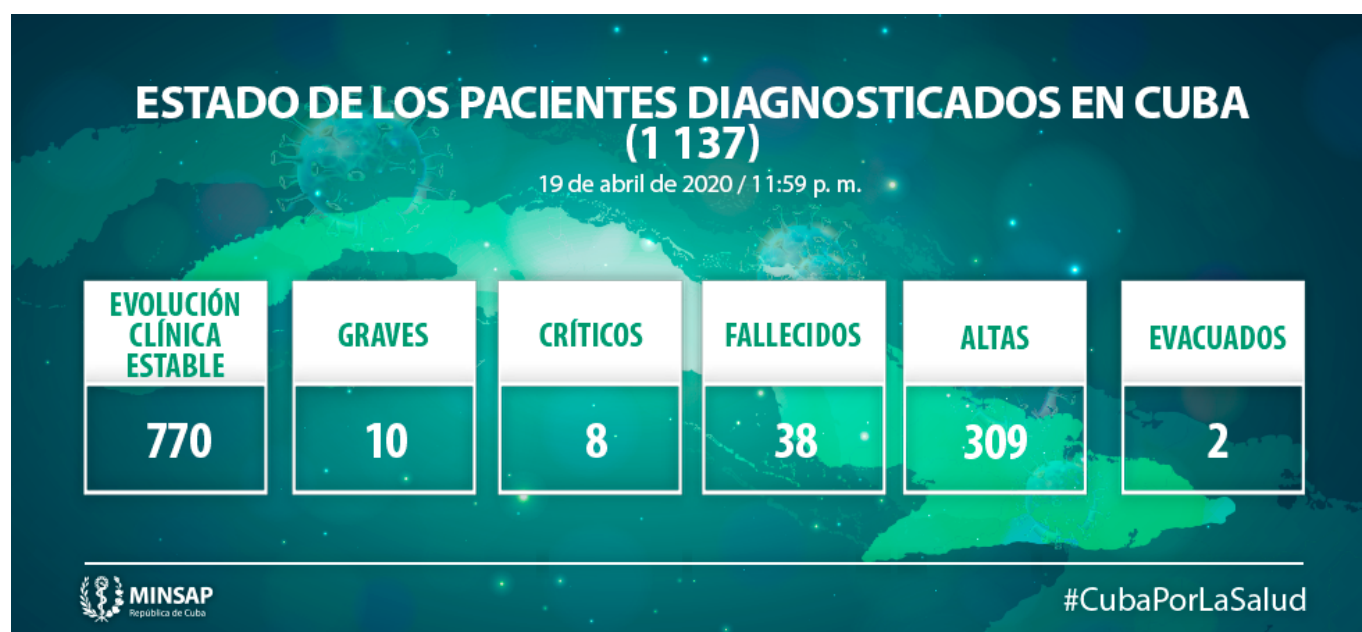 ESTADO DE LOS PACIENTES DIAGNOSTICADOS EN CUBA
(1 137)
19 de abril de 2020 / 11:59 p. m.
EVOLUCIÓN
CLÍNICA
ESTABLE
770
GRAVES
10
CRÍTICOS
8
FALLECIDOS
38
ALTAS
309
EVACUADOS
2
MINSAP
República de Cuba
#CubaPorLaSalud